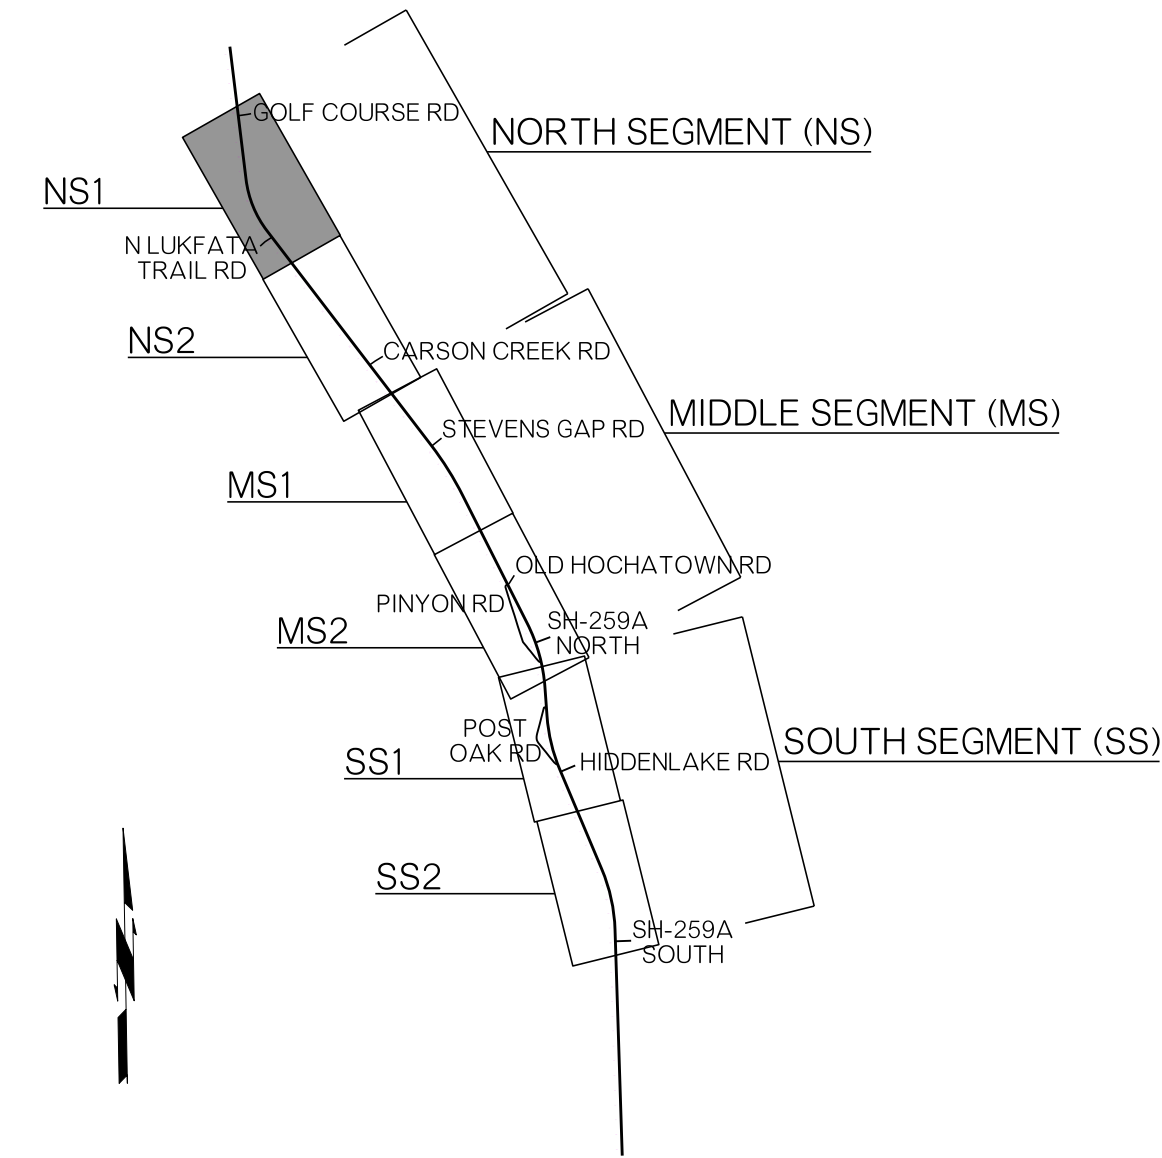 GOLF COURSE RD
NORTH SEGMENT (NS)
NS1
N LUKFATA
TRAIL RD
NS2
CARSON CREEK RD
MIDDLE SEGMENT (MS)
STEVENS GAP RD
MS1
OLD HOCHATOWN RD
PINYON RD
SH-259A
NORTH
MS2
POST
OAK RD
SOUTH SEGMENT (SS)
SS1
HIDDENLAKE RD
SS2
SH-259A
SOUTH